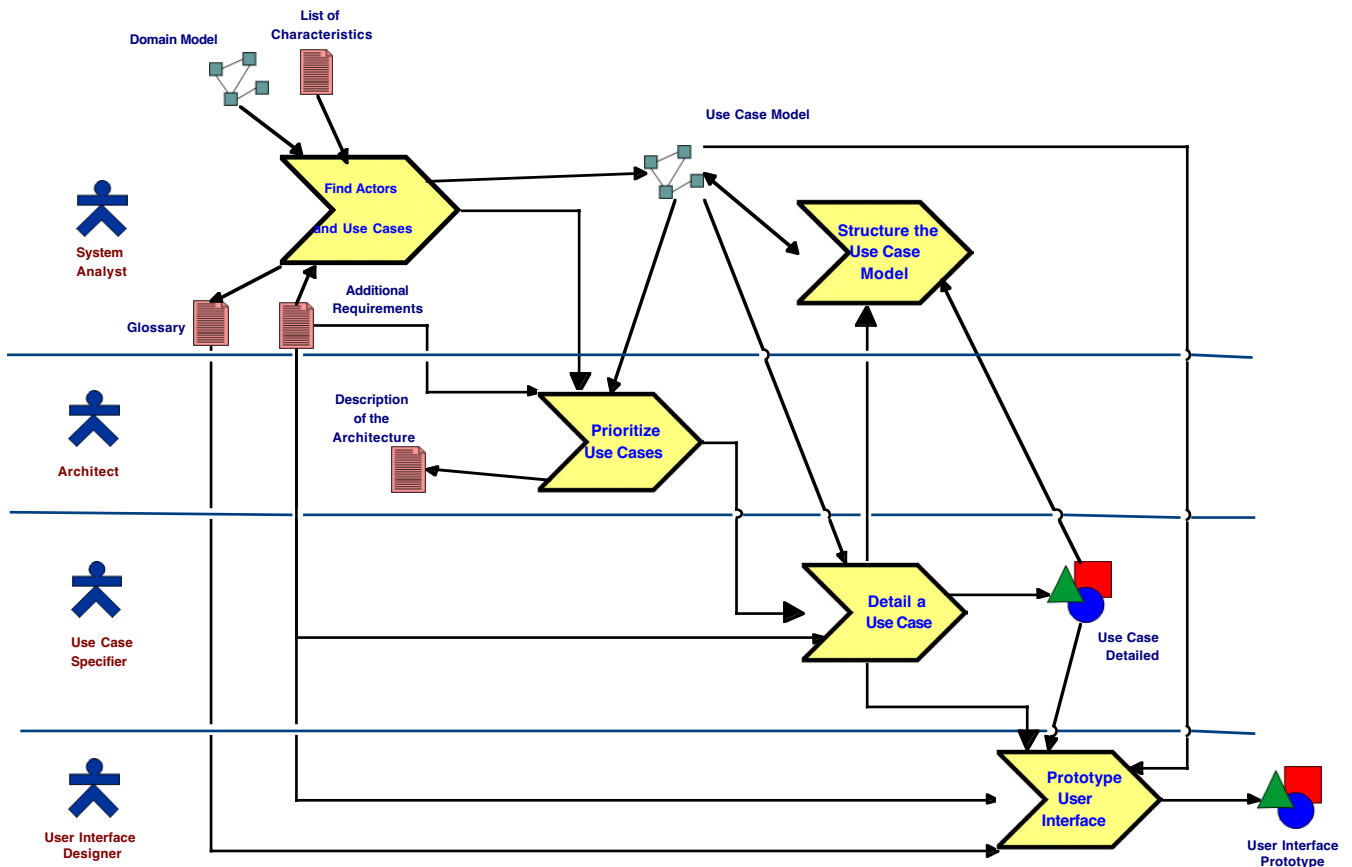 List of
Characteristics
Domain Model
Use Case Model
Find Actors
and Use Cases
Structure the
Use Case
Model
System
Analyst
Additional
Requirements
Glossary
Description
of the
Architecture
Prioritize
Use Cases
Architect
Detail a
Use Case
Use Case
Specifier
Use Case
Detailed
Prototype
User
Interface
User Interface
Designer
User Interface
Prototype